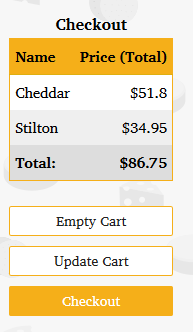 Checkout
Name Price (Total)
Cheddar $51.8
Stilton $34.95
Total: $86.75
Empty Cart
Update Cart
Checkout